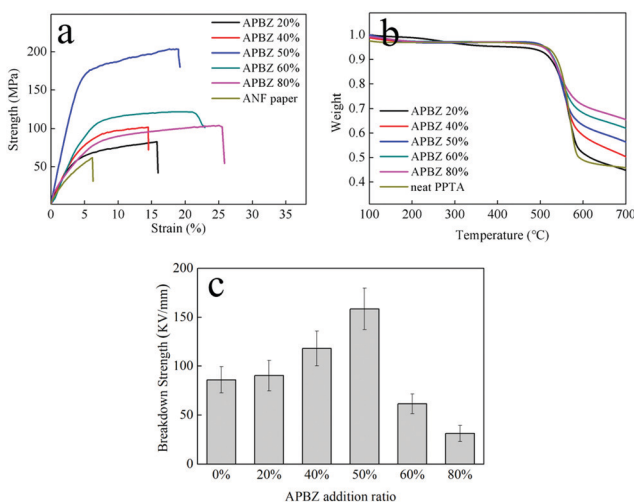 a
APBZ 20%
APBZ 40%
APBZ 50%
APBZ 60%
APBZ 80%
ANF paper
Strength (MPa)
200
150
100
50
0 5 10 15 20 25 30 35
Strain (%)
b
APBZ 20%
APBZ 40%
APBZ 50%
APBZ 60%
APBZ 80%
neat PPTA
Weight
1.0
0.9
0.8
0.7
0.6
0.5
0.4
100 200 300 400 500 600 700
Temperature (℃)
c
Breakdown Strength (KV/mm)
200
150
100
50
0
0% 20% 40% 50% 60% 80%
APBZ addition ratio